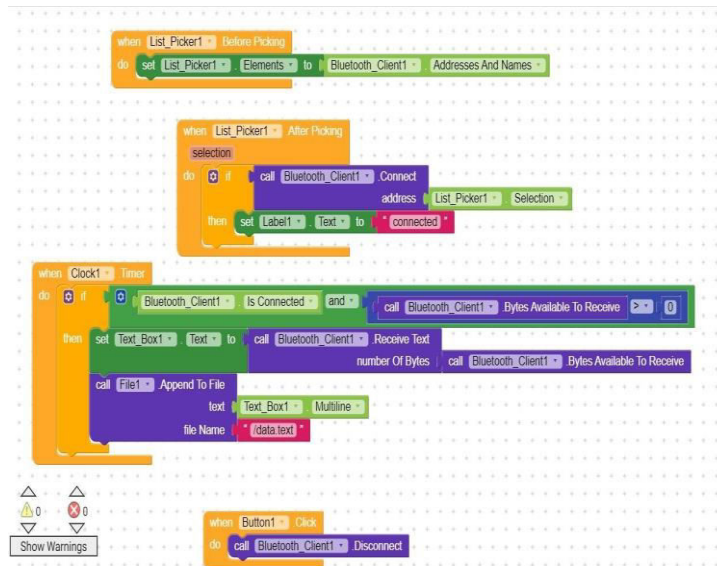 when List_Picker1 Before Picking
do set List_Picker1 . Elements to Bluetooth_Client1 . Addresses And Names
when List_Picker1 After Picking
selection
do if call Bluetooth_Client1 .Connect
address List_Picker1 . Selection
then set Label1 . Text to " connected "
when Clock1 Timer
do if Bluetooth_Client1 . Is Connected and call Bluetooth_Client1 .Bytes Available To Receive > 0
then set Text_Box1 . Text to call Bluetooth_Client1 .Receive Text
number Of Bytes call Bluetooth_Client1 .Bytes Available To Receive
call File1 .Append To File
text Text_Box1 . Multiline
file Name " /data.text "
0 0
Show Warnings
when Button1 Click
do call Bluetooth_Client1 .Disconnect